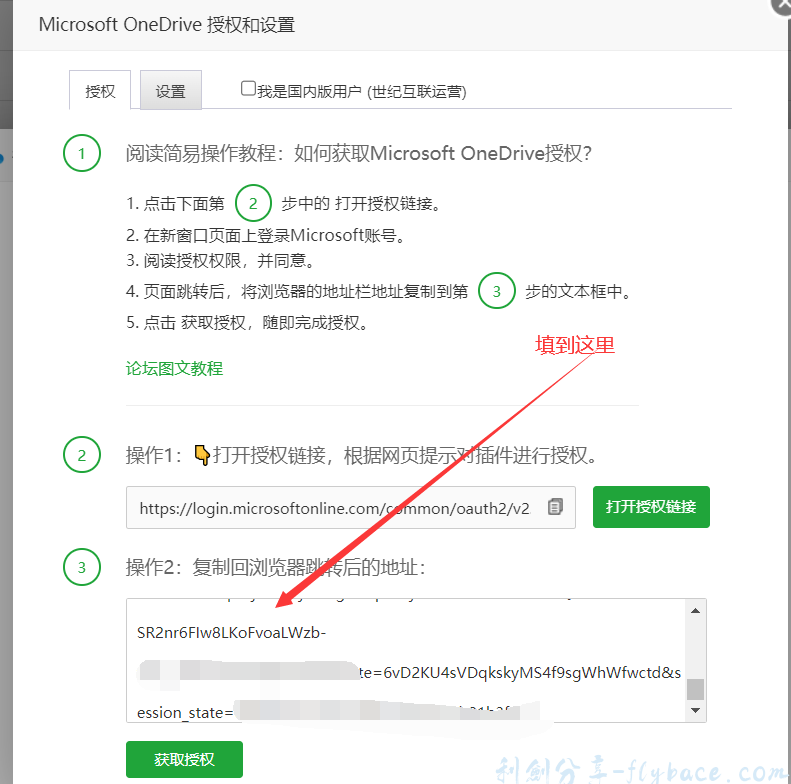 Microsoft OneDrive 授权和设置
授权 设置 我是国内版用户 (世纪互联运营)
1 阅读简易操作教程：如何获取Microsoft OneDrive授权？
1. 点击下面第 2 步中的 打开授权链接。
2. 在新窗口页面上登录Microsoft账号。
3. 阅读授权权限，并同意。
4. 页面跳转后，将浏览器的地址栏地址复制到第 3 步的文本框中。
5. 点击 获取授权，随即完成授权。
填到这里
论坛图文教程
2 操作1：👇打开授权链接，根据网页提示对插件进行授权。
https://login.microsoftonline.com/common/oauth2/v2 打开授权链接
3 操作2：复制回浏览器跳转后的地址：
SR2nr6FIw8LKoFvoaLWzb-
te=6vD2KU4sVDqkskyMS4f9sgWhWfwctd&s
ession_state=
获取授权
利剑分享-flybace.com